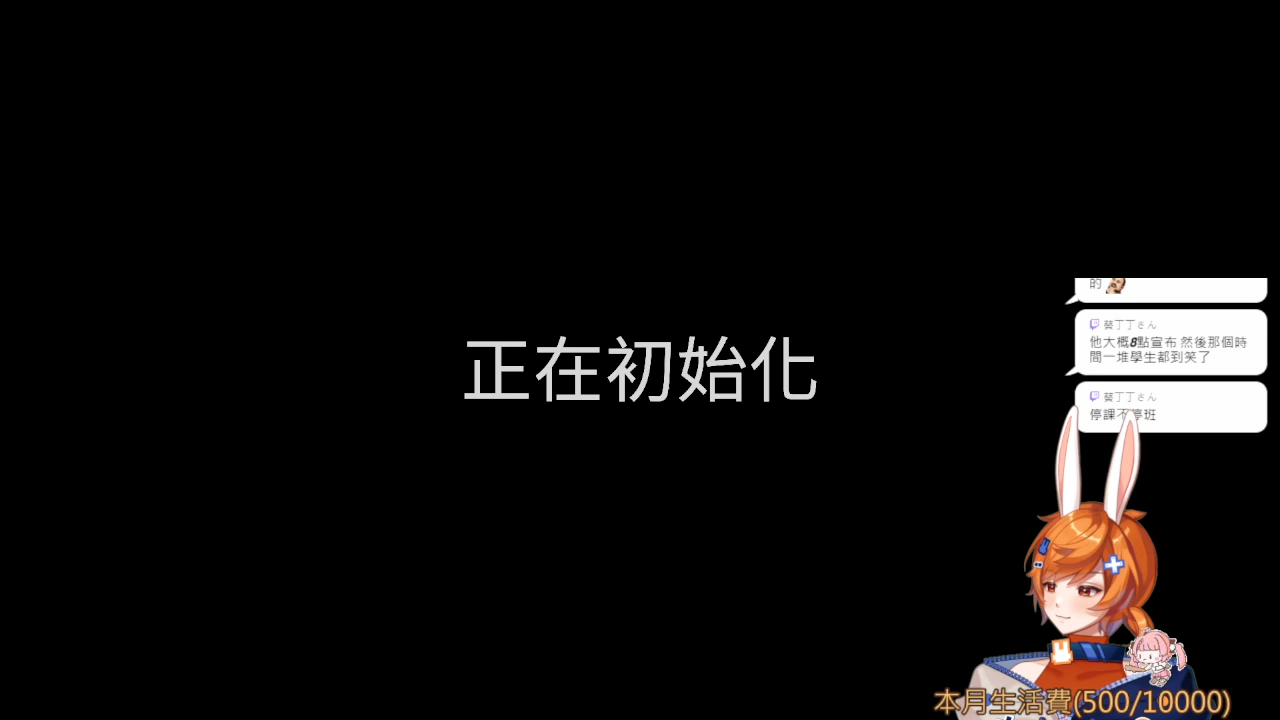 的
葵丁丁さん
他大概8點宣布 然後那個時
間一堆學生都到笑了
葵丁丁さん
停課不停班
正在初始化
本月生活費(500/10000)